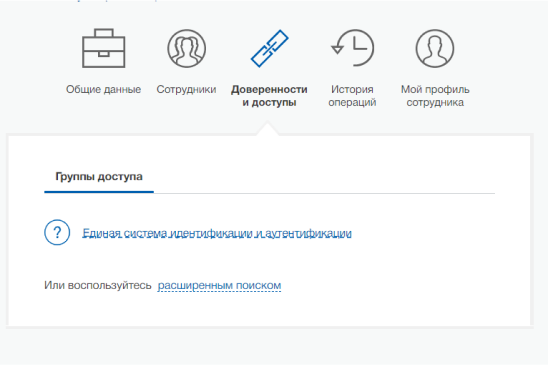 Общие данные
Сотрудники
Доверенности
и доступы
История
операций
Мой профиль
сотрудника
Группы доступа
?
Единая система идентификации и аутентификации
Или воспользуйтесь расширенным поиском